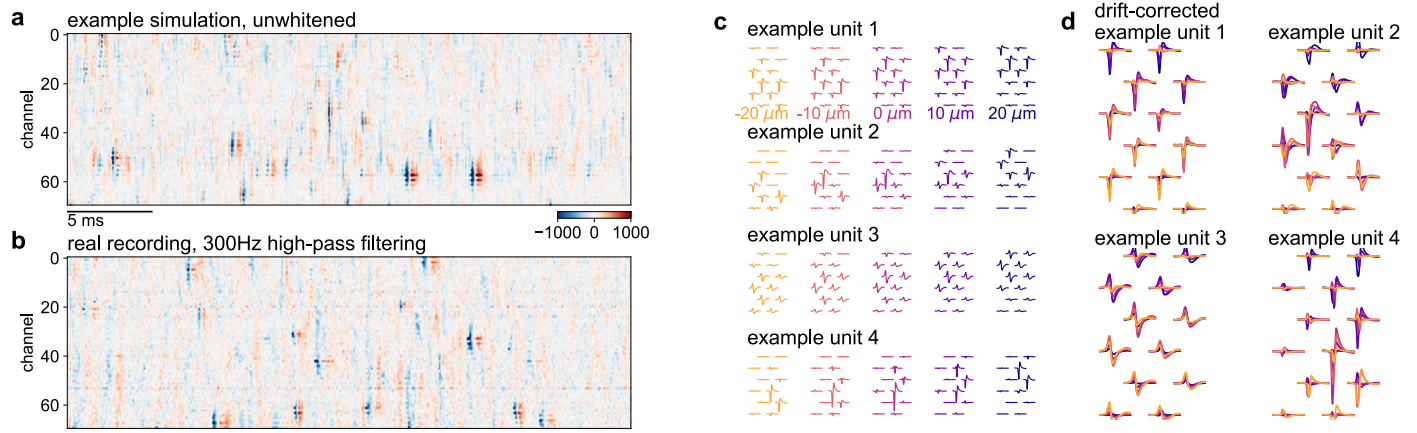 a
example simulation, unwhitened
0
20
40
60
channel
5 ms
−1000 0 1000
b
real recording, 300Hz high-pass filtering
0
20
40
60
channel
c
example unit 1
-20 μm -10 μm 0 μm 10 μm 20 μm
example unit 2
example unit 3
example unit 4
d
drift-corrected
example unit 1
example unit 2
example unit 3
example unit 4